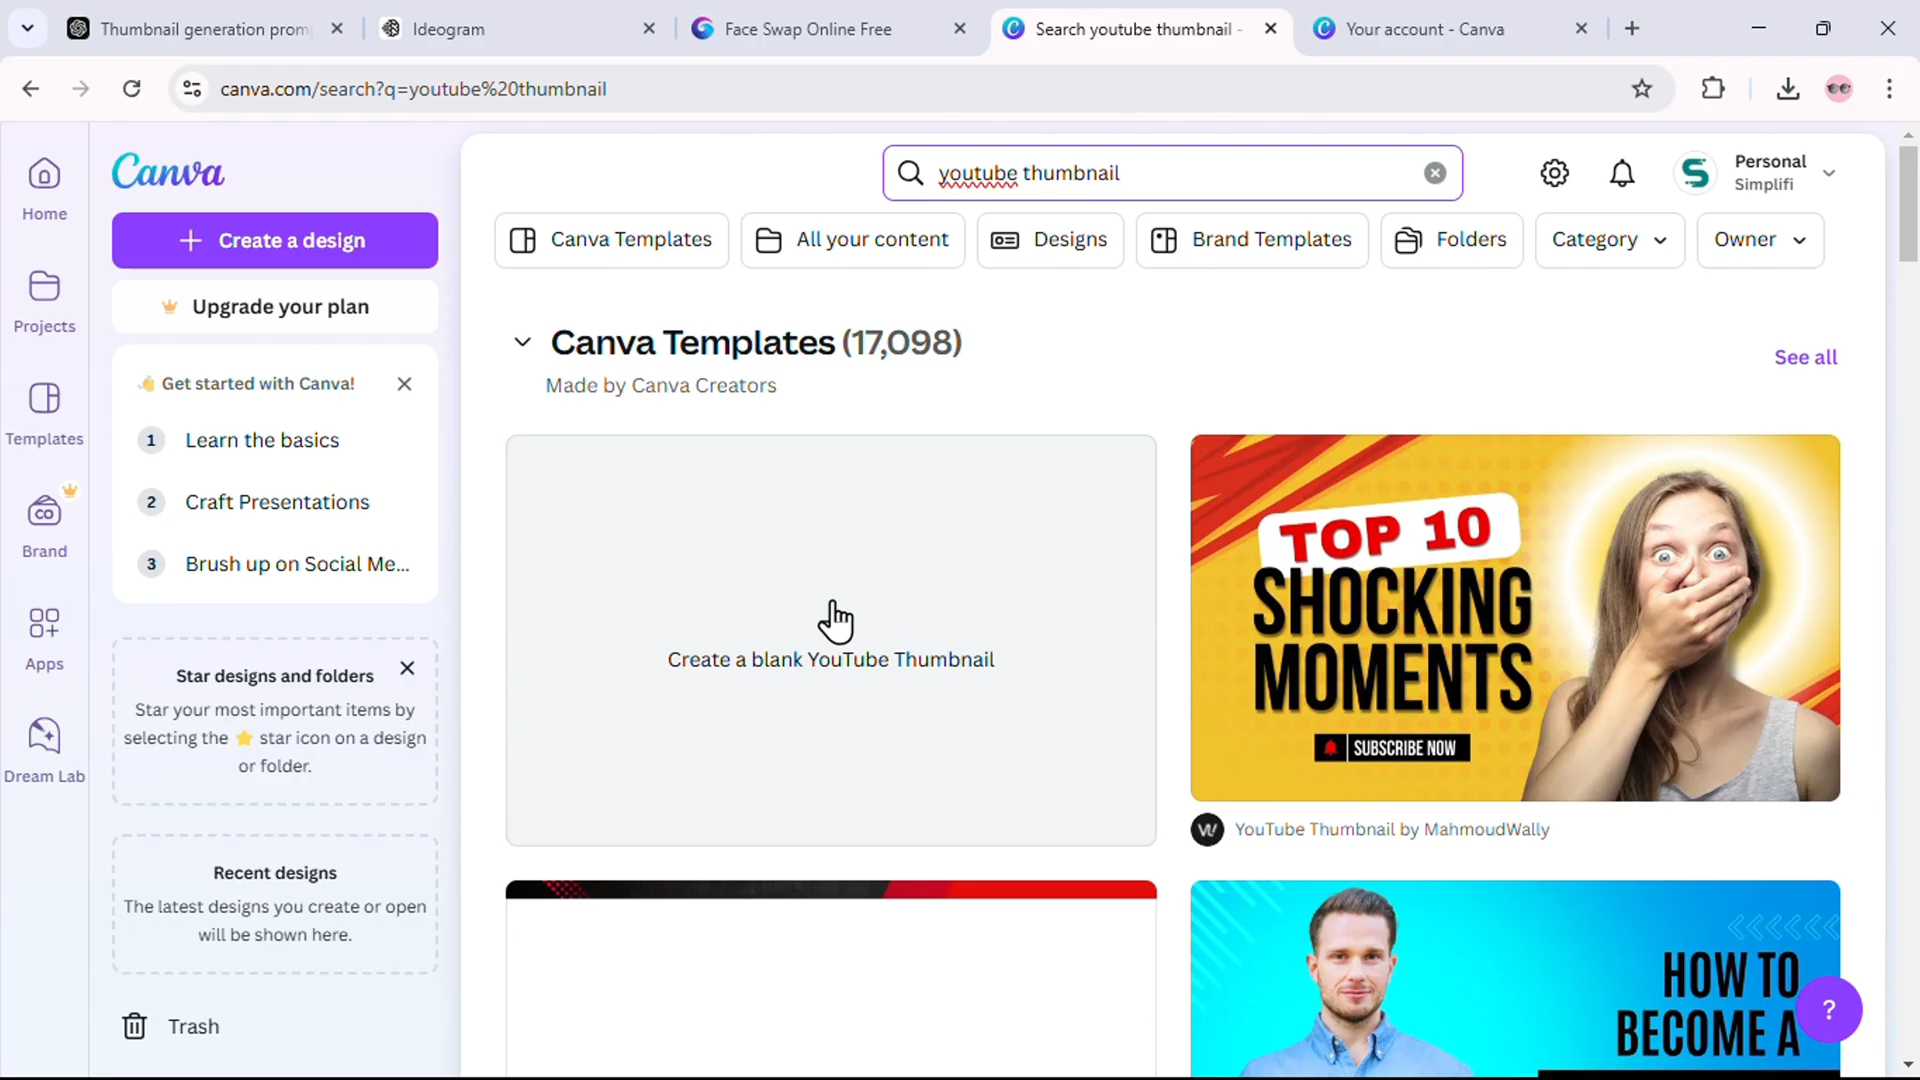 Thumbnail generation prom
Ideogram
Face Swap Online Free
Search youtube thumbnail -
Your account - Canva
canva.com/search?q=youtube%20thumbnail
Home
Projects
Templates
CO
Brand
Apps
Dream Lab
Canva
Create a design
Upgrade your plan
Get started with Canva!
1 Learn the basics
2 Craft Presentations
3 Brush up on Social Me...
Star designs and folders
Star your most important items by
selecting the ⭐ star icon on a design
or folder.
Recent designs
The latest designs you create or open
will be shown here.
Trash
youtube thumbnail
S
Personal
Simplifi
Canva Templates
All your content
Designs
Brand Templates
Folders
Category
Owner
Canva Templates (17,098)
Made by Canva Creators
See all
Create a blank YouTube Thumbnail
TOP 10
SHOCKING
MOMENTS
SUBSCRIBE NOW
W
YouTube Thumbnail by MahmoudWally
HOW TO
BECOME A
?